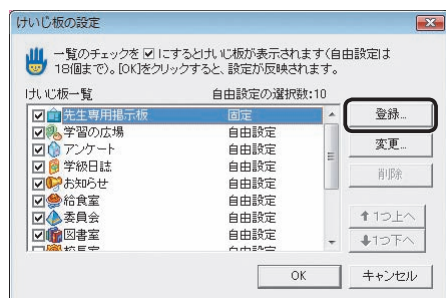 けいじ板の設定
一覧のチェックを☑にするとけいじ板が表示されます(自由設定は
18個まで)。[OK]をクリックすると、設定が反映されます。
けいじ板一覧 自由設定の選択数:10
先生専用掲示板 固定
学習の広場 自由設定
アンケート 自由設定
学級日誌 自由設定
お知らせ 自由設定
給食室 自由設定
委員会 自由設定
図書室 自由設定
登録...
変更...
削除
↑1つ上へ
↓1つ下へ
OK キャンセル